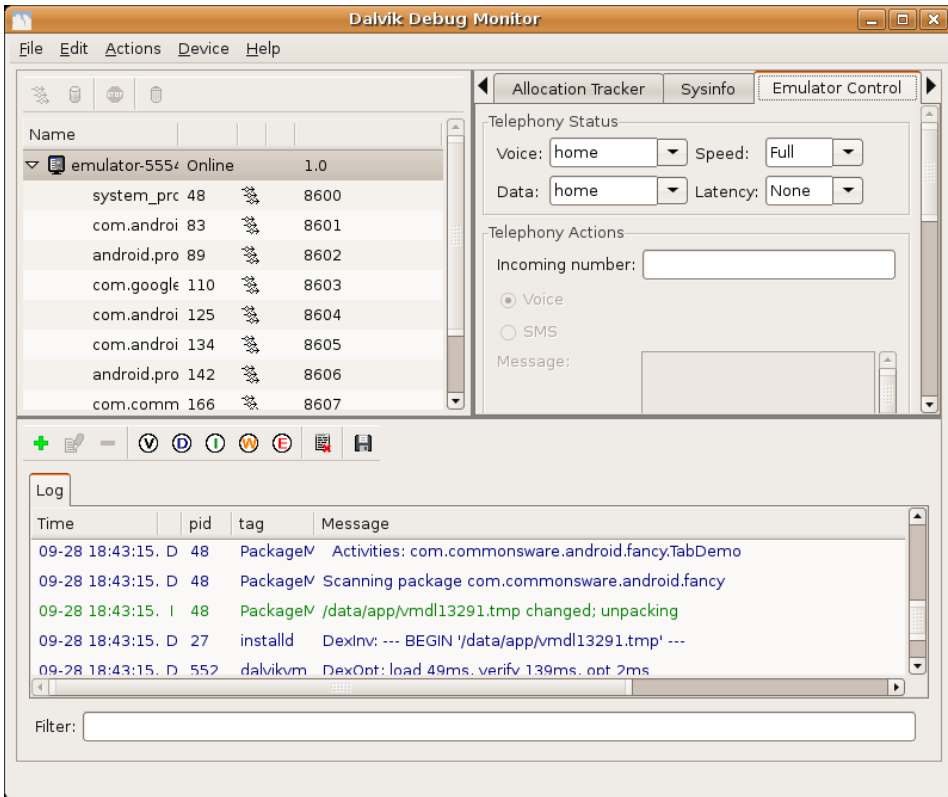 Dalvik Debug Monitor
File Edit Actions Device Help
STOP
Name
emulator-5554 Online 1.0
system_prc 48 8600
com.androi 83 8601
android.pro 89 8602
com.google 110 8603
com.androi 125 8604
com.androi 134 8605
android.pro 142 8606
com.comm 166 8607
Allocation Tracker Sysinfo Emulator Control
Telephony Status
Voice: home Speed: Full
Data: home Latency: None
Telephony Actions
Incoming number:
Voice
SMS
Message:
V D I W E
Log
Time pid tag Message
09-28 18:43:15. D 48 PackageM Activities: com.commonsware.android.fancy.TabDemo
09-28 18:43:15. D 48 PackageM Scanning package com.commonsware.android.fancy
09-28 18:43:15. I 48 PackageM /data/app/vmdl13291.tmp changed; unpacking
09-28 18:43:15. D 27 installd DexInv: --- BEGIN '/data/app/vmdl13291.tmp' ---
09-28 18:43:15. D 552 dalvikvm DexOpt: load 49ms, verify 139ms, opt 2ms
Filter: